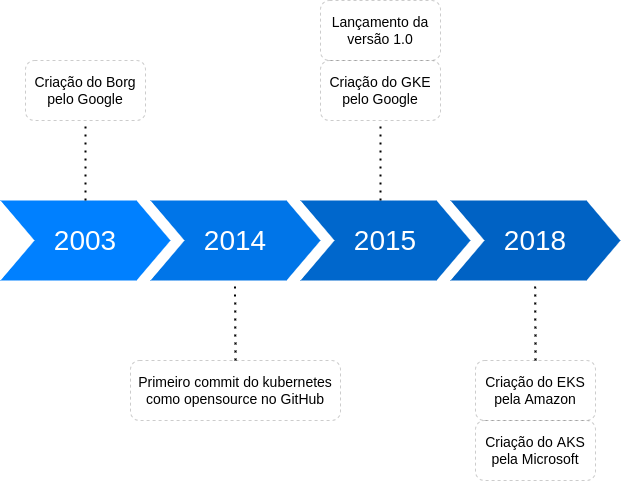 Lançamento da
versão 1.0
Criação do Borg
pelo Google
Criação do GKE
pelo Google
2003
2014
2015
2018
Primeiro commit do kubernetes
como opensource no GitHub
Criação do EKS
pela Amazon
Criação do AKS
pela Microsoft